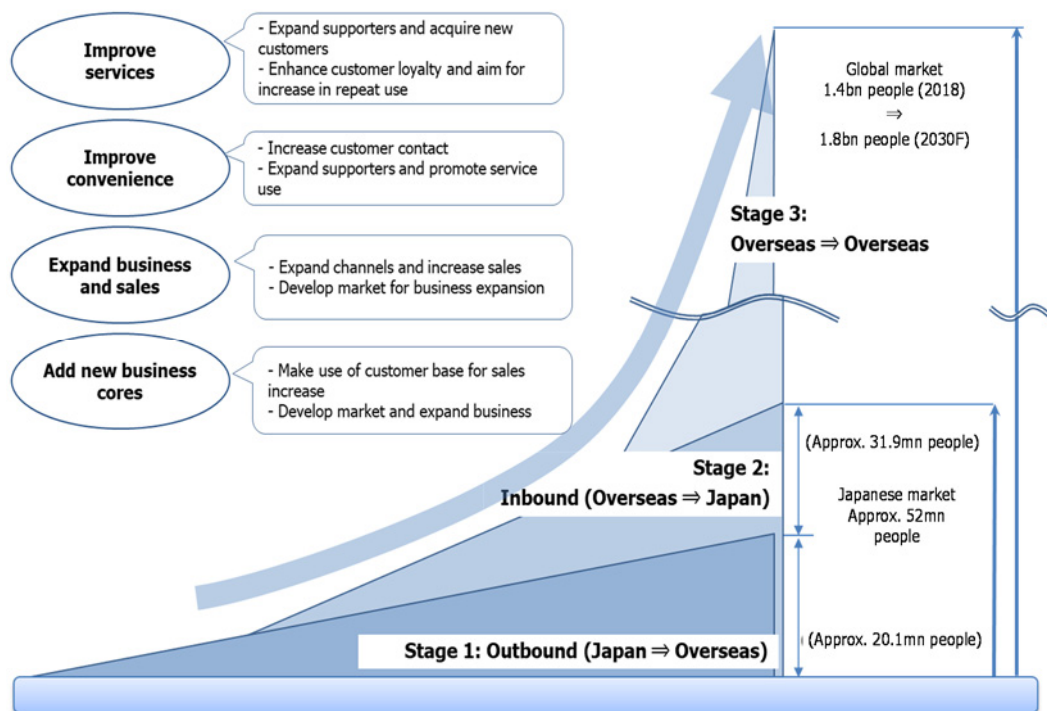 Improve
services
- Expand supporters and acquire new
customers
- Enhance customer loyalty and aim for
increase in repeat use
Improve
convenience
- Increase customer contact
- Expand supporters and promote service
use
Expand business
and sales
- Expand channels and increase sales
- Develop market for business expansion
Add new business
cores
- Make use of customer base for sales
increase
- Develop market and expand business
Global market
1.4bn people (2018)
⇒
1.8bn people (2030F)
Stage 3:
Overseas ⇒ Overseas
(Approx. 31.9mn people)
Stage 2:
Inbound (Overseas ⇒ Japan)
Japanese market
Approx. 52mn
people
Stage 1: Outbound (Japan ⇒ Overseas)
(Approx. 20.1mn people)